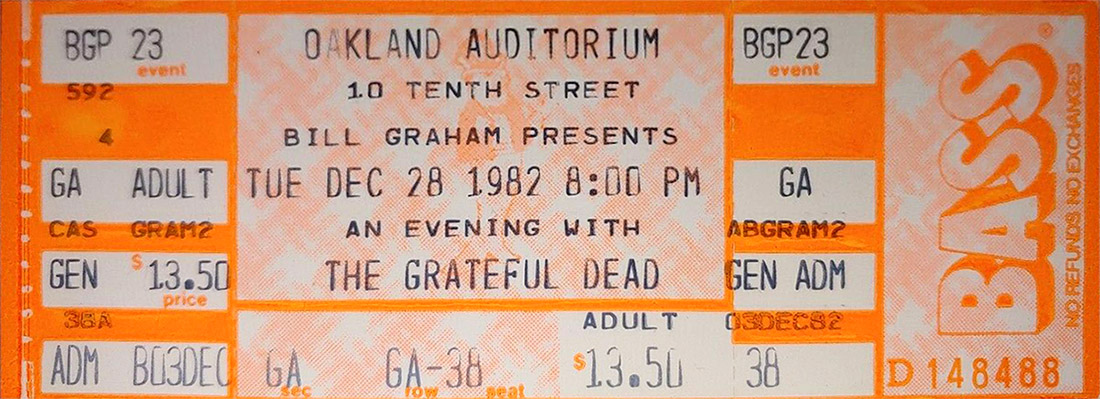 BGP 23
event
592
4
GA ADULT
CAS GRAM2
GEN $13.50
price
38A
ADM B03DEC
OAKLAND AUDITORIUM
10 TENTH STREET
BILL GRAHAM PRESENTS
TUE DEC 28 1982 8:00 PM
AN EVENING WITH
THE GRATEFUL DEAD
ADULT
GA GA-38 $13.50
sec row seat
BGP23
event
GA
ABGRAM2
GEN ADM
03DEC82
38
BASS®
NO REFUNDS NO EXCHANGES
D 148488